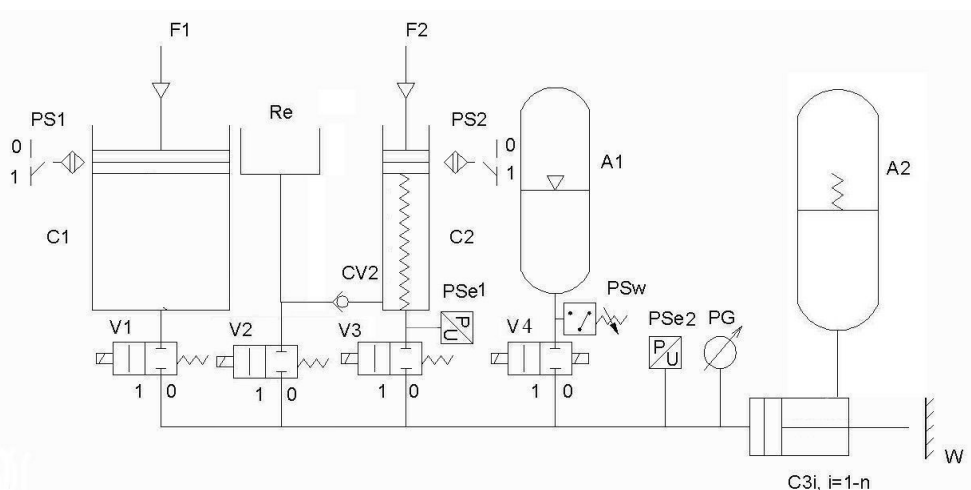 F1
F2
PS1
Re
PS2
0
0
1
1
A1
A2
C1
C2
CV2
PSe1
PSw
V1
V2
V3
V4
PSe2
PG
P
U
P
U
1 0
1 0
1 0
1 0
W
C3i, i=1-n